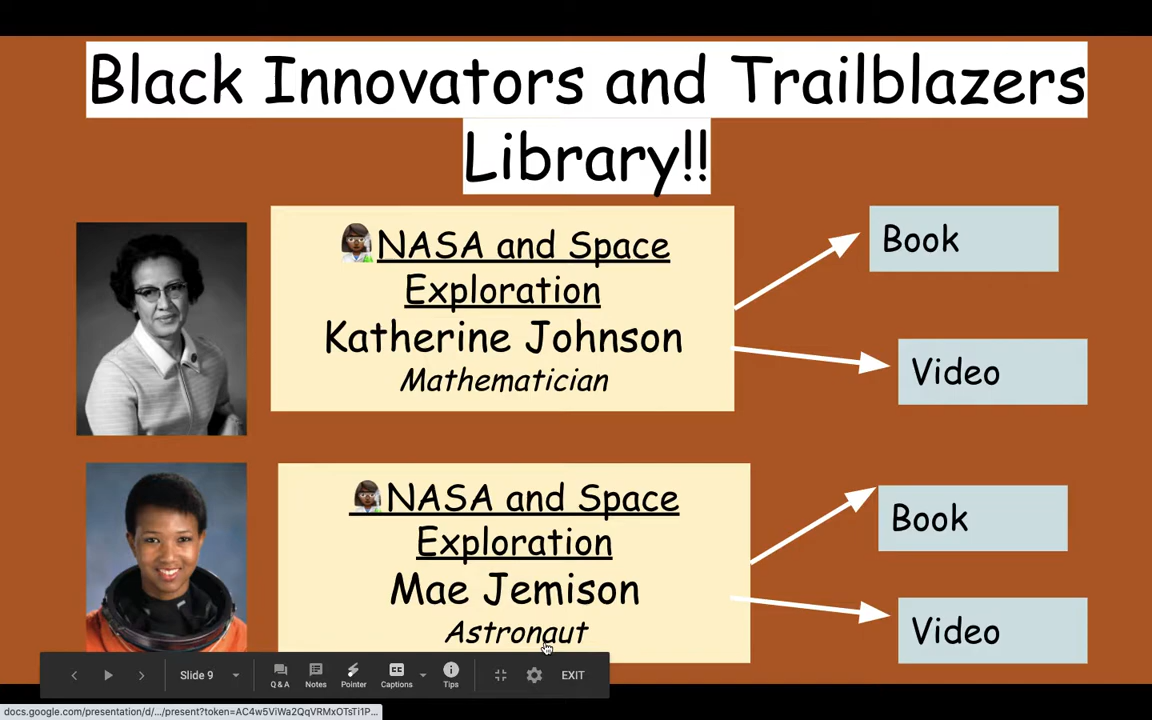 Black Innovators and Trailblazers
Library!!
NASA and Space
Exploration
Katherine Johnson
Mathematician
Book
Video
NASA and Space
Exploration
Mae Jemison
Astronaut
Book
Video
Slide 9
Q & A
Notes
Pointer
Captions
Tips
EXIT
docs.google.com/presentation/d/.../present?token=AC4w5ViWa2QqVRMxOTsTi1P...